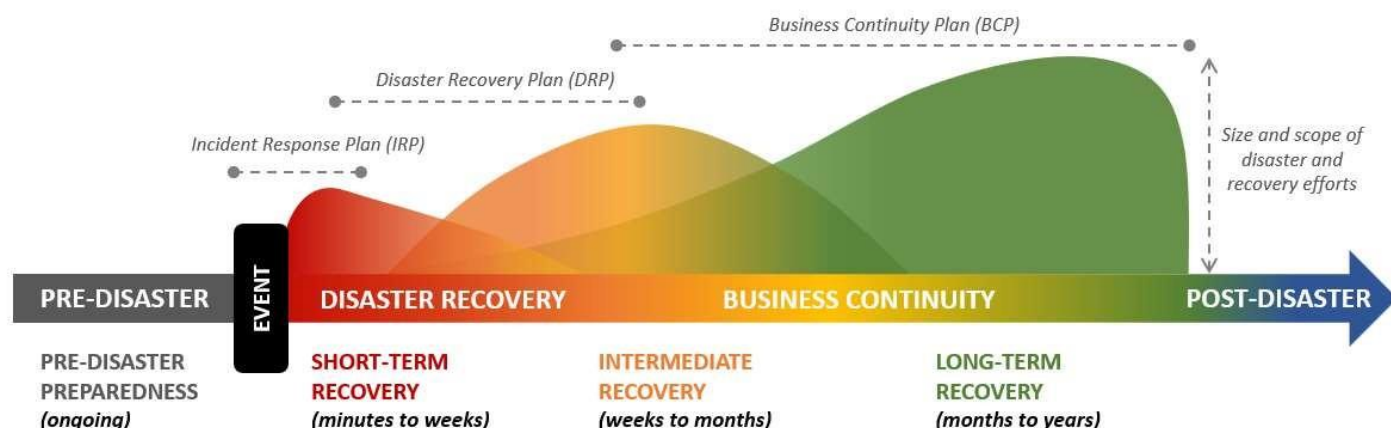 Business Continuity Plan (BCP)
Disaster Recovery Plan (DRP)
Incident Response Plan (IRP)
Size and scope of
disaster and
recovery efforts
PRE-DISASTER
EVENT
DISASTER RECOVERY
BUSINESS CONTINUITY
POST-DISASTER
PRE-DISASTER
PREPAREDNESS
(ongoing)
SHORT-TERM
RECOVERY
(minutes to weeks)
INTERMEDIATE
RECOVERY
(weeks to months)
LONG-TERM
RECOVERY
(months to years)